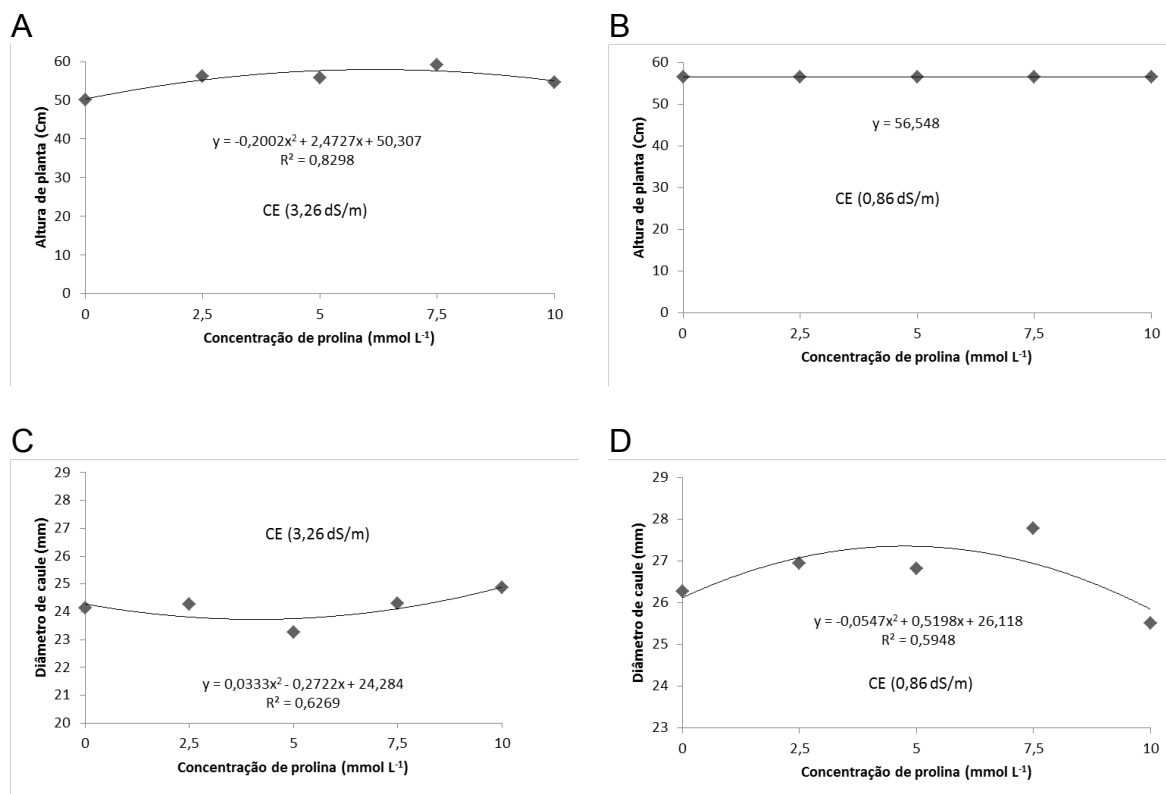 A
60
50
40
30
20
10
0
Altura de planta (Cm)
y = -0,2002x² + 2,4727x + 50,307
R² = 0,8298
CE (3,26 dS/m)
0 2,5 5 7,5 10
Concentração de prolina (mmol L⁻¹)
B
60
50
40
30
20
10
0
Altura de planta (Cm)
y = 56,548
CE (0,86 dS/m)
0 2,5 5 7,5 10
Concentração de prolina (mmol L⁻¹)
C
29
28
27
26
25
24
23
22
21
20
Diâmetro de caule (mm)
CE (3,26 dS/m)
y = 0,0333x² - 0,2722x + 24,284
R² = 0,6269
0 2,5 5 7,5 10
Concentração de prolina (mmol L⁻¹)
D
29
28
27
26
25
24
23
Diâmetro de caule (mm)
y = -0,0547x² + 0,5198x + 26,118
R² = 0,5948
CE (0,86 dS/m)
0 2,5 5 7,5 10
Concentração de prolina (mmol L⁻¹)